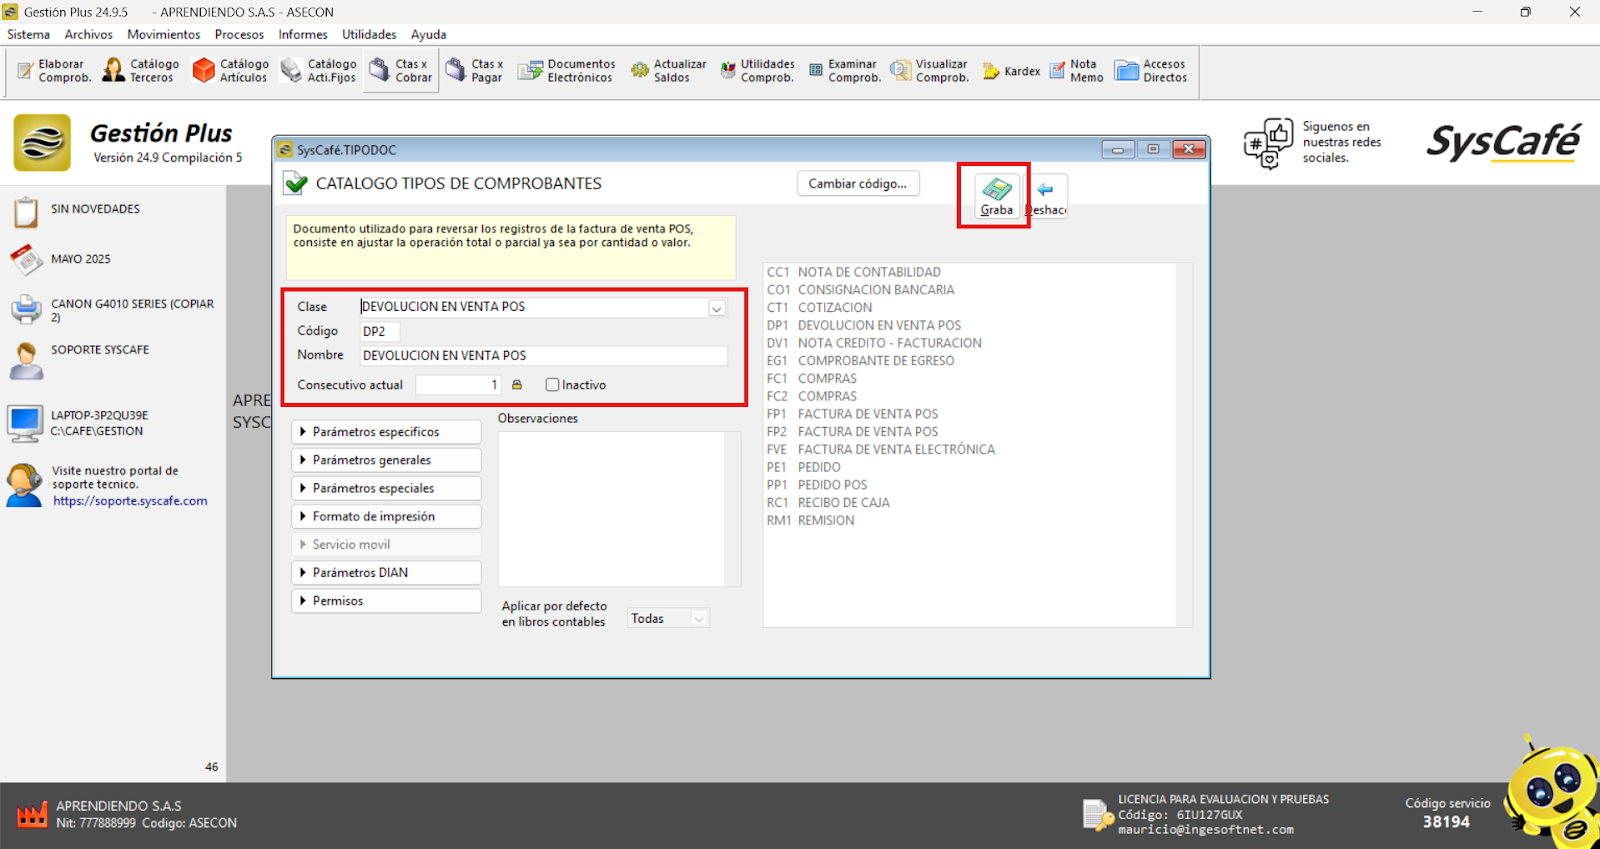 Gestión Plus 24.9.5 - APRENDIENDO S.A.S - ASECON
Sistema Archivos Movimientos Procesos Informes Utilidades Ayuda
Elaborar Comprob.
Catálogo Terceros
Catálogo Artículos
Catálogo Acti.Fijos
Ctas x Cobrar
Ctas x Pagar
Documentos Electrónicos
Actualizar Saldos
Utilidades Comprob.
Examinar Comprob.
Visualizar Comprob.
Kardex
Nota Memo
Accesos Directos
Gestión Plus
Versión 24.9 Compilación 5
Siguenos en
nuestras redes
sociales.
SysCafé
SIN NOVEDADES
MAYO 2025
CANON G4010 SERIES (COPIAR
2)
SOPORTE SYSCAFE
LAPTOP-3P2QU39E
C:\CAFE\GESTION
Visite nuestro portal de
soporte tecnico.
https://soporte.syscafe.com
46
APRE
SYSC
SysCafé.TIPODOC
CATALOGO TIPOS DE COMPROBANTES
Cambiar código...
Graba
Deshac
Documento utilizado para reversar los registros de la factura de venta POS,
consiste en ajustar la operación total o parcial ya sea por cantidad o valor.
Clase DEVOLUCION EN VENTA POS
Código DP2
Nombre DEVOLUCION EN VENTA POS
Consecutivo actual 1 Inactivo
Parámetros especificos
Parámetros generales
Parámetros especiales
Formato de impresión
Servicio movil
Parámetros DIAN
Permisos
Observaciones
Aplicar por defecto
en libros contables
Todas
CC1 NOTA DE CONTABILIDAD
CO1 CONSIGNACION BANCARIA
CT1 COTIZACION
DP1 DEVOLUCION EN VENTA POS
DV1 NOTA CREDITO - FACTURACION
EG1 COMPROBANTE DE EGRESO
FC1 COMPRAS
FC2 COMPRAS
FP1 FACTURA DE VENTA POS
FP2 FACTURA DE VENTA POS
FVE FACTURA DE VENTA ELECTRÓNICA
PE1 PEDIDO
PP1 PEDIDO POS
RC1 RECIBO DE CAJA
RM1 REMISION
APRENDIENDO S.A.S
Nit: 777888999 Codigo: ASECON
LICENCIA PARA EVALUACION Y PRUEBAS
Código: 6IU127GUX
mauricio@ingesoftnet.com
Código servicio
38194